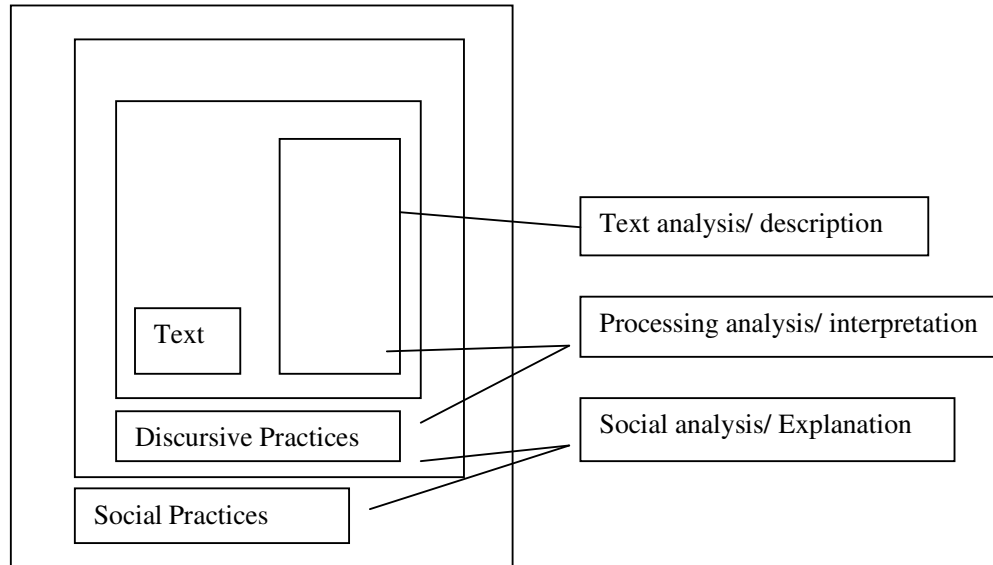 Text analysis/ description
Processing analysis/ interpretation
Text
Social analysis/ Explanation
Discursive Practices
Social Practices